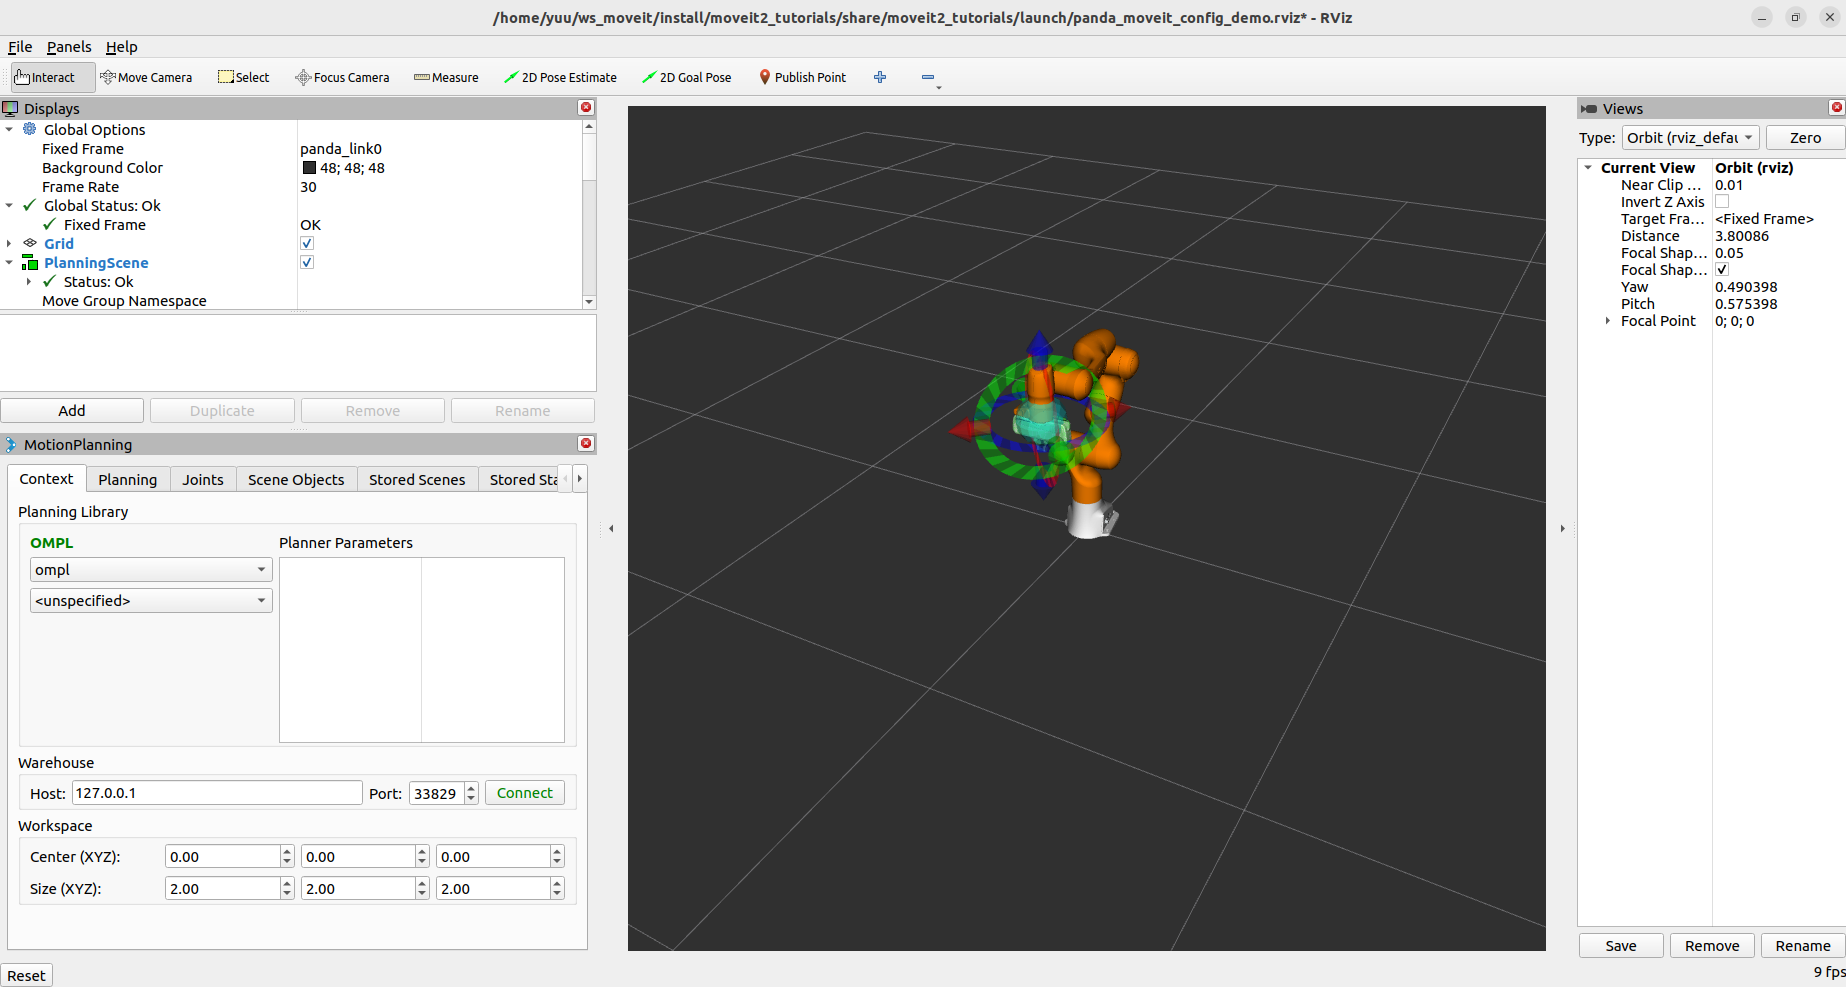 /home/yuu/ws_moveit/install/moveit2_tutorials/share/moveit2_tutorials/launch/panda_moveit_config_demo.rviz* - RViz
File Panels Help
Interact Move Camera Select Focus Camera Measure 2D Pose Estimate 2D Goal Pose Publish Point
Displays
Global Options
Fixed Frame panda_link0
Background Color 48; 48; 48
Frame Rate 30
Global Status: Ok
Fixed Frame OK
Grid
PlanningScene
Status: Ok
Move Group Namespace
Add Duplicate Remove Rename
MotionPlanning
Context Planning Joints Scene Objects Stored Scenes Stored Sta
Planning Library
OMPL Planner Parameters
ompl
<unspecified>
Warehouse
Host: 127.0.0.1 Port: 33829 Connect
Workspace
Center (XYZ): 0.00 0.00 0.00
Size (XYZ): 2.00 2.00 2.00
Reset
Views
Type: Orbit (rviz_defau Zero
Current View Orbit (rviz)
Near Clip ... 0.01
Invert Z Axis
Target Fra... <Fixed Frame>
Distance 3.80086
Focal Shap... 0.05
Focal Shap...
Yaw 0.490398
Pitch 0.575398
Focal Point 0; 0; 0
Save Remove Rename
9 fps